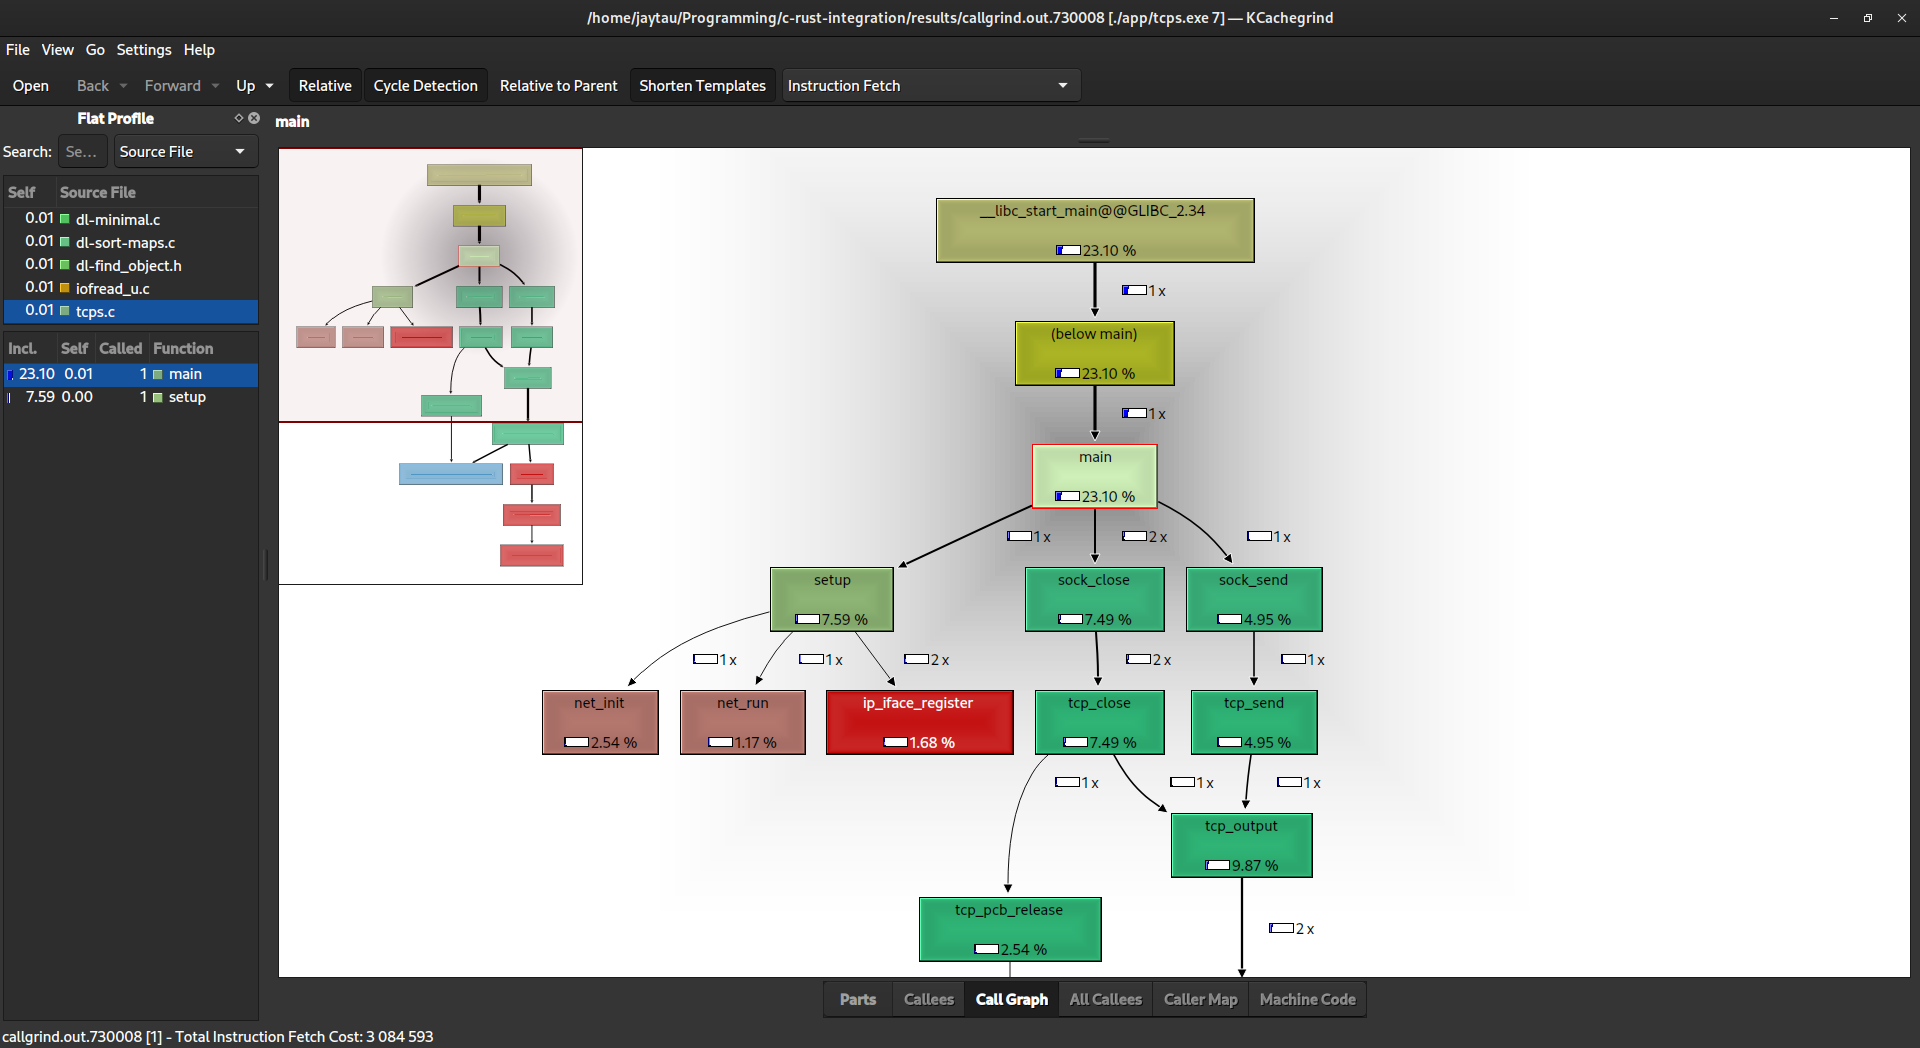 /home/jaytau/Programming/c-rust-integration/results/callgrind.out.730008 [./app/tcps.exe 7] — KCachegrind
File View Go Settings Help
Open Back Forward Up Relative Cycle Detection Relative to Parent Shorten Templates Instruction Fetch
Flat Profile
main
Search: Se... Source File
Self Source File
0.01 dl-minimal.c
0.01 dl-sort-maps.c
0.01 dl-find_object.h
0.01 iofread_u.c
0.01 tcps.c
Incl. Self Called Function
23.10 0.01 1 main
7.59 0.00 1 setup
__libc_start_main@@GLIBC_2.34
23.10 %
1 x
(below main)
23.10 %
1 x
main
23.10 %
1 x 2 x 1 x
setup sock_close sock_send
7.59 % 7.49 % 4.95 %
1 x 1 x 2 x 2 x 1 x
net_init net_run ip_iface_register tcp_close tcp_send
2.54 % 1.17 % 1.68 % 7.49 % 4.95 %
1 x 1 x 1 x
tcp_output
9.87 %
tcp_pcb_release
2 x
2.54 %
Parts Callees Call Graph All Callees Caller Map Machine Code
callgrind.out.730008 [1] - Total Instruction Fetch Cost: 3 084 593